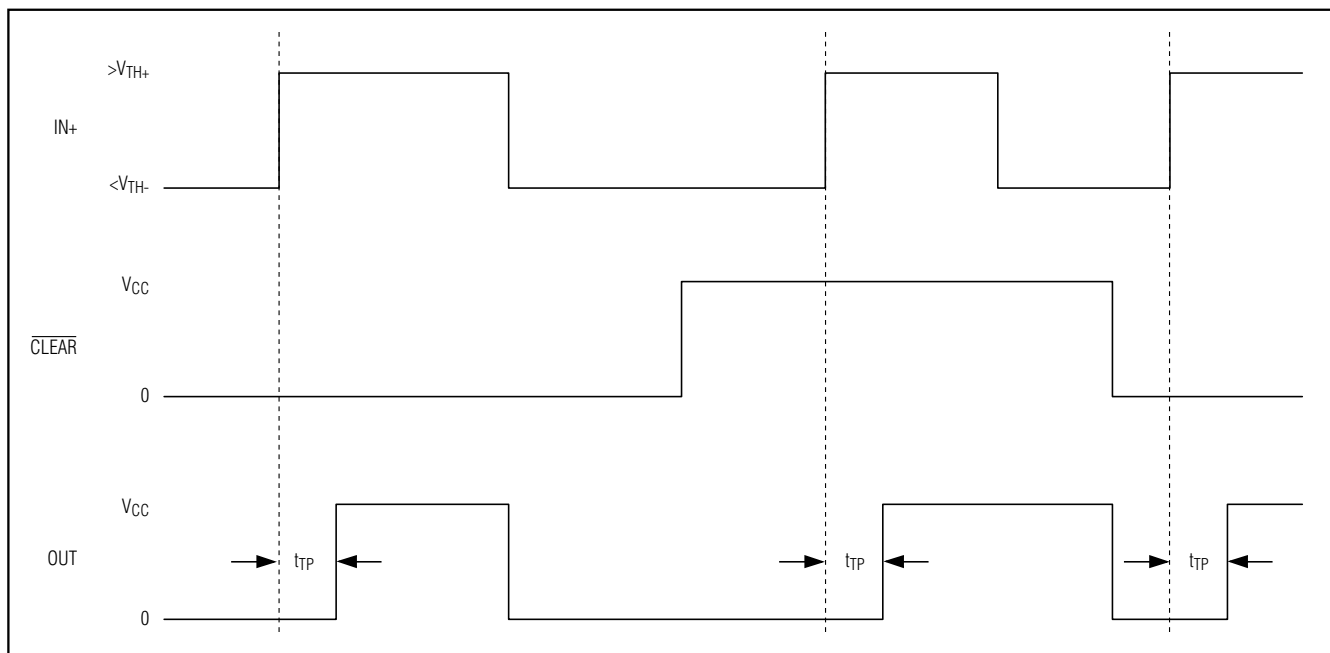 >VTH+
IN+
<VTH-
VCC
CLEAR
0
VCC
OUT
tTP
tTP
tTP
0